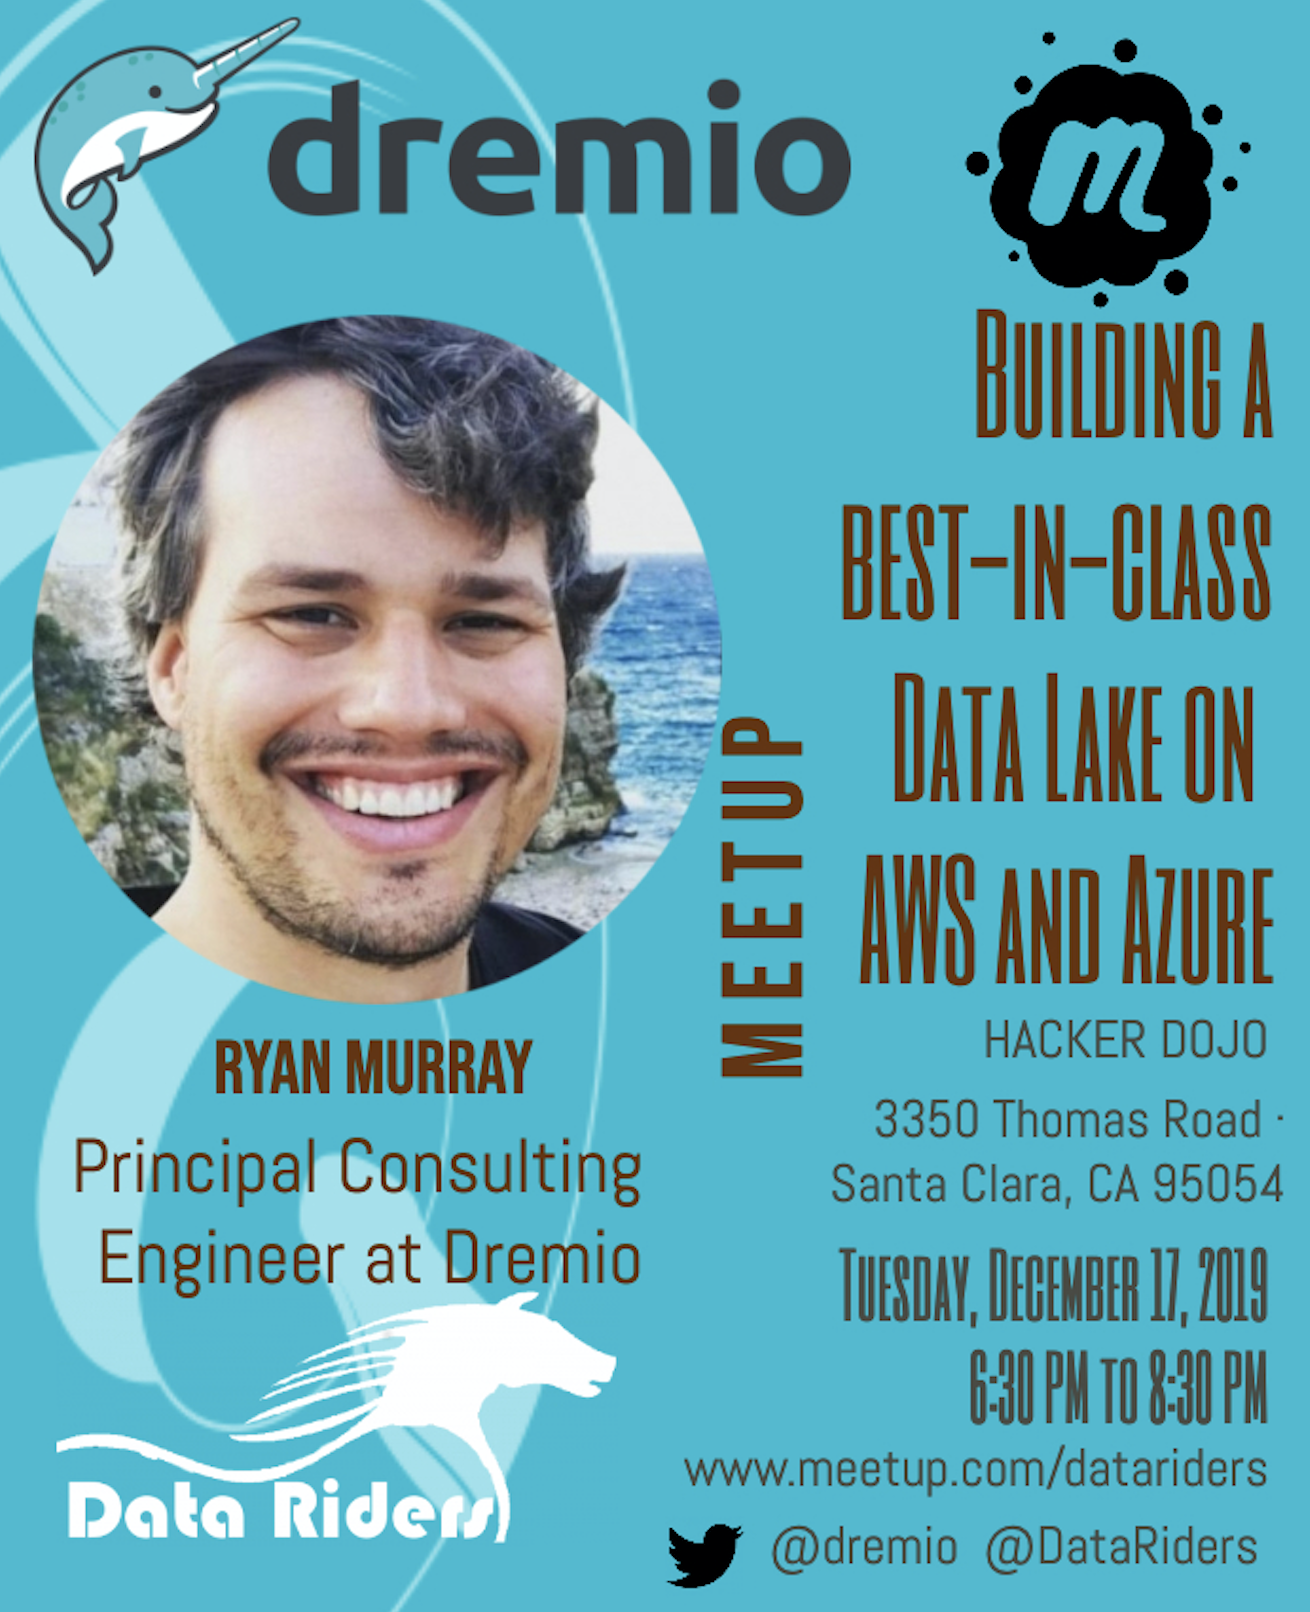 dremio
m
BUILDING A
BEST-IN-CLASS
DATA LAKE ON
AWS AND AZURE
MEETUP
HACKER DOJO
3350 Thomas Road ·
Santa Clara, CA 95054
TUESDAY, DECEMBER 17, 2019
6:30 PM TO 8:30 PM
www.meetup.com/datariders
@dremio @DataRiders
RYAN MURRAY
Principal Consulting
Engineer at Dremio
Data Riders